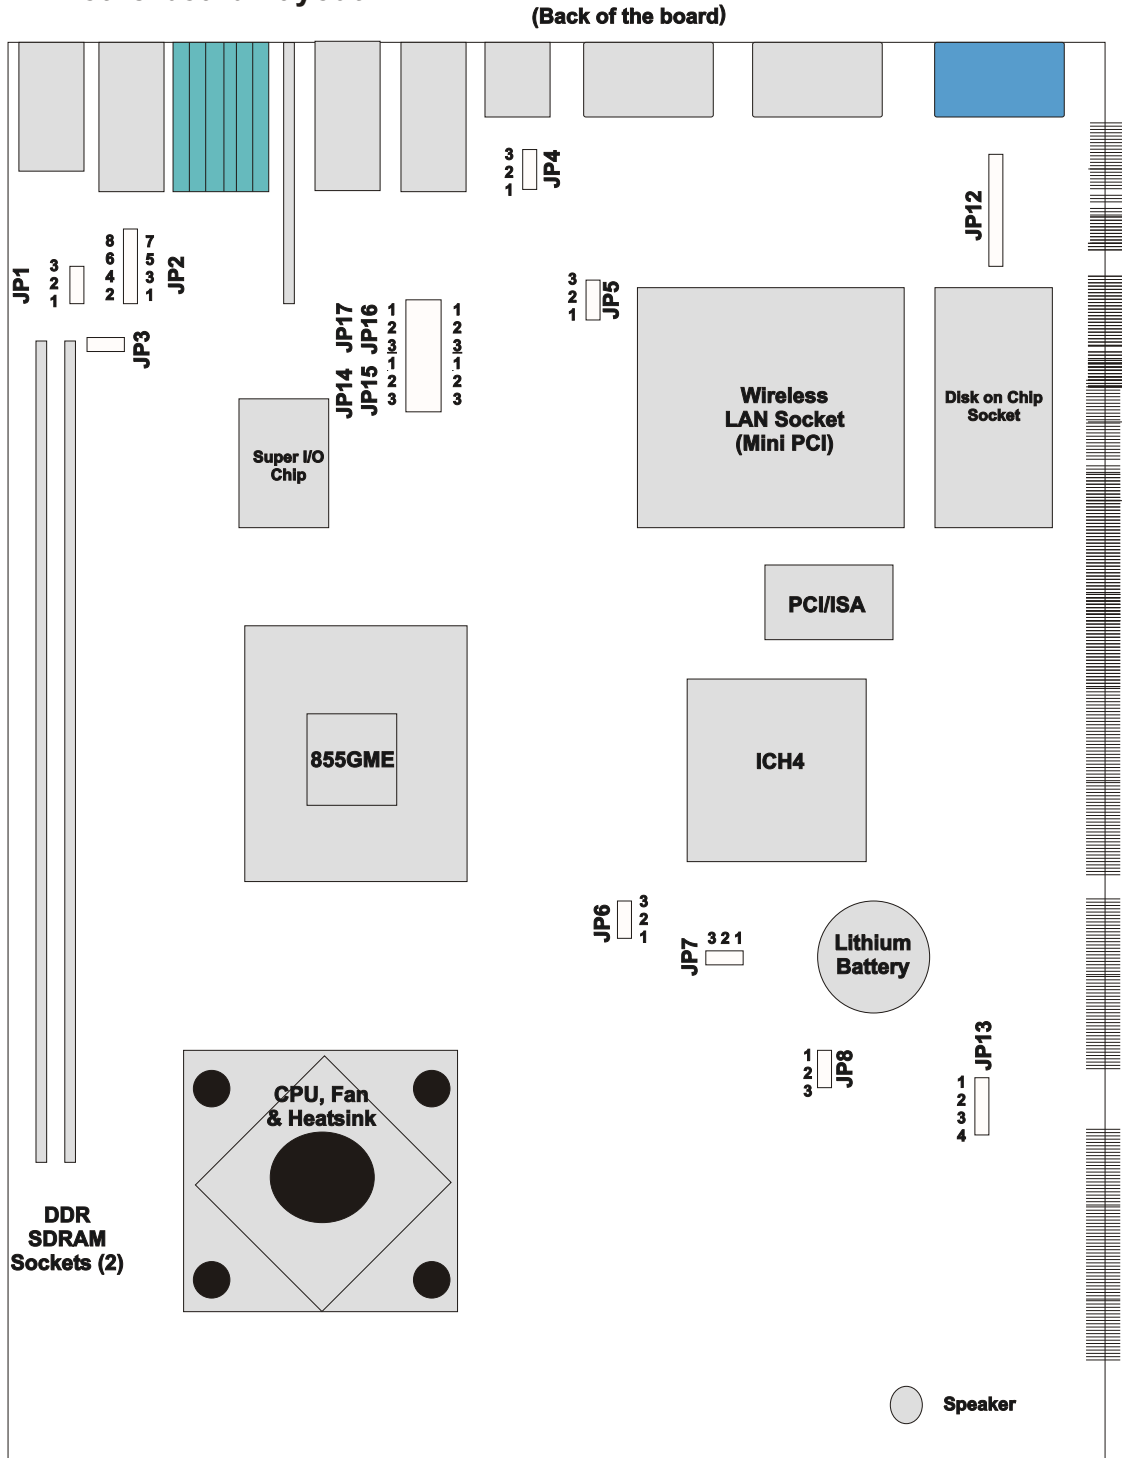 (Back of the board)
3
2
1
JP4
JP12
JP1
3
2
1
8
6
4
2
7
5
3
1
JP2
JP3
3
2
1
JP5
JP17
JP16
1
2
3
1
2
3
1
2
3
1
2
3
JP14
JP15
Super I/O
Chip
Wireless
LAN Socket
(Mini PCI)
Disk on Chip
Socket
PCI/ISA
855GME
ICH4
JP6
3
2
1
JP7
3 2 1
Lithium
Battery
1
2
3
JP8
JP13
1
2
3
4
CPU, Fan
& Heatsink
DDR
SDRAM
Sockets (2)
Speaker